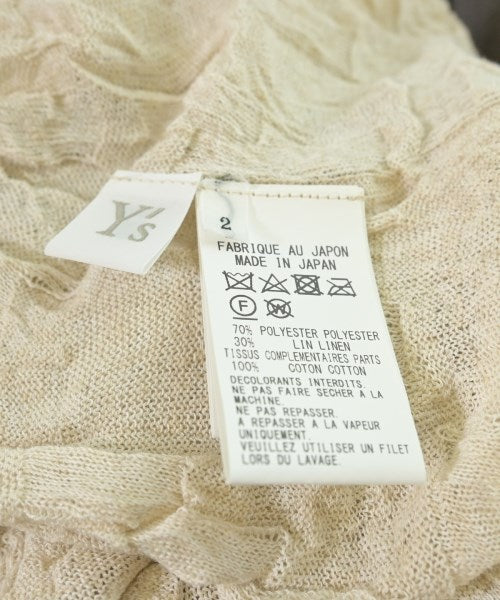 Y's
2
FABRIQUE AU JAPON
MADE IN JAPAN
F
W
70% POLYESTER POLYESTER
30% LIN LINEN
TISSUS COMPLEMENTAIRES PARTS
100% COTON COTTON
DECOLORANTS INTERDITS.
NE PAS FAIRE SECHER A LA
MACHINE.
NE PAS REPASSER.
A REPASSER A LA VAPEUR
UNIQUEMENT.
VEUILLEZ UTILISER UN FILET
LORS DU LAVAGE.